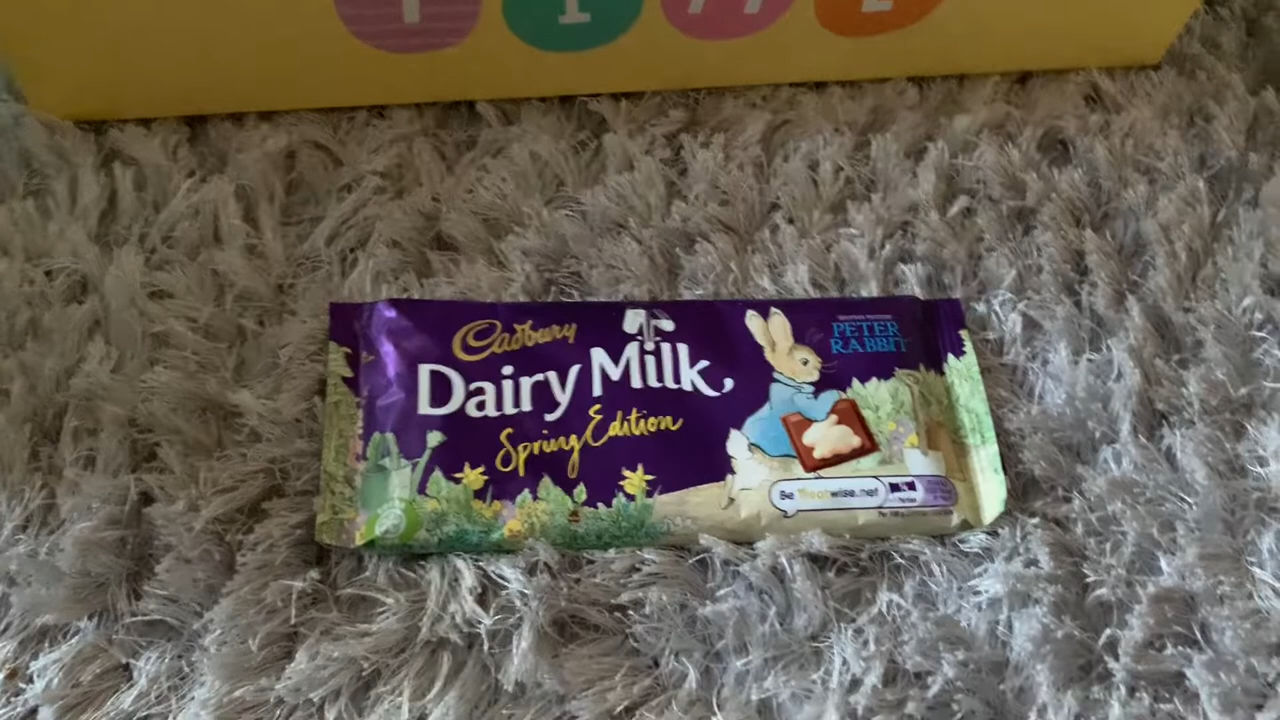 Cadbury
Dairy Milk
Spring Edition
PETER
RABBIT
Be Treatwise.net